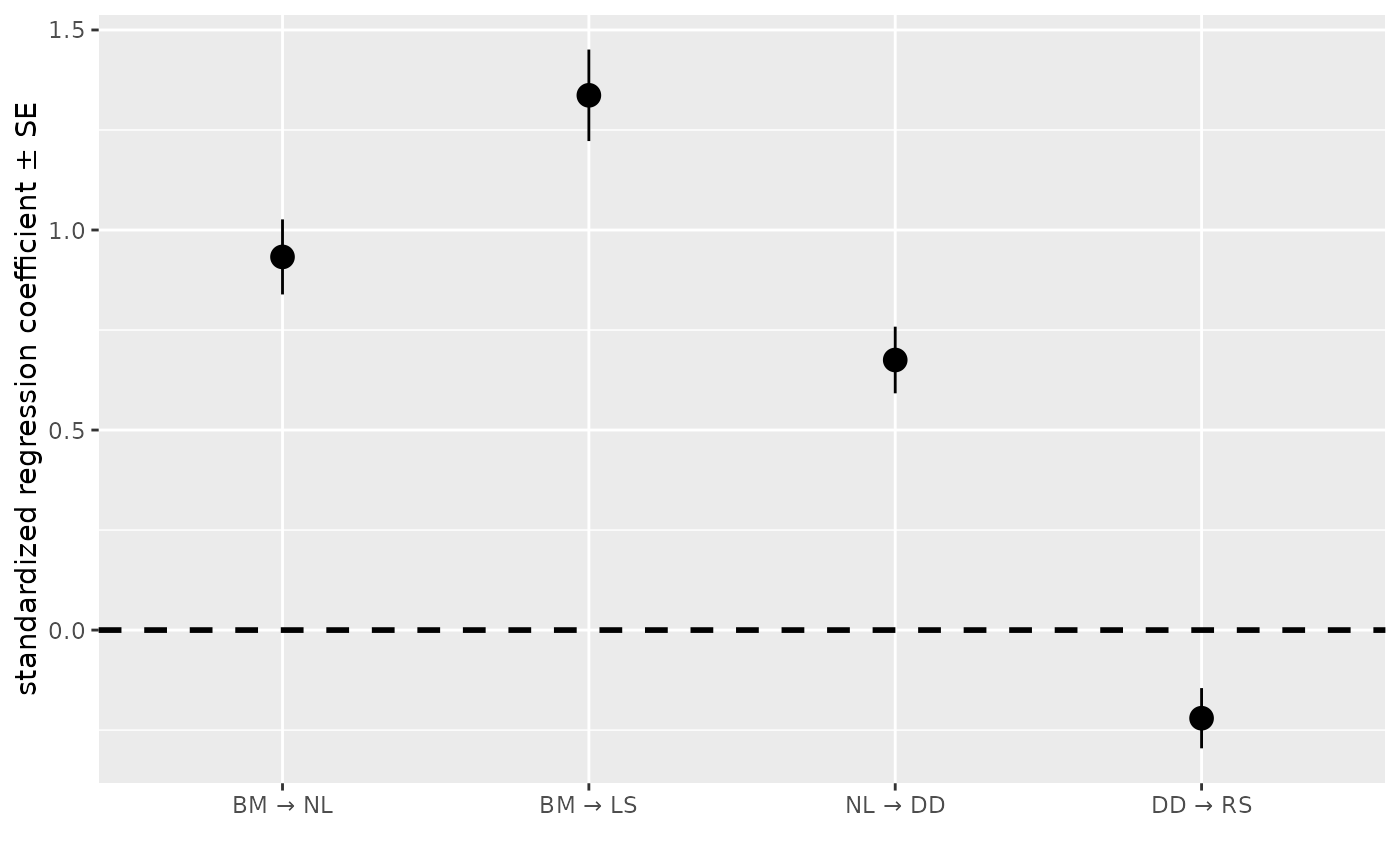 standardized regression coefficient ± SE
1.5
1.0
0.5
0.0
BM → NL
BM → LS
NL → DD
DD → RS